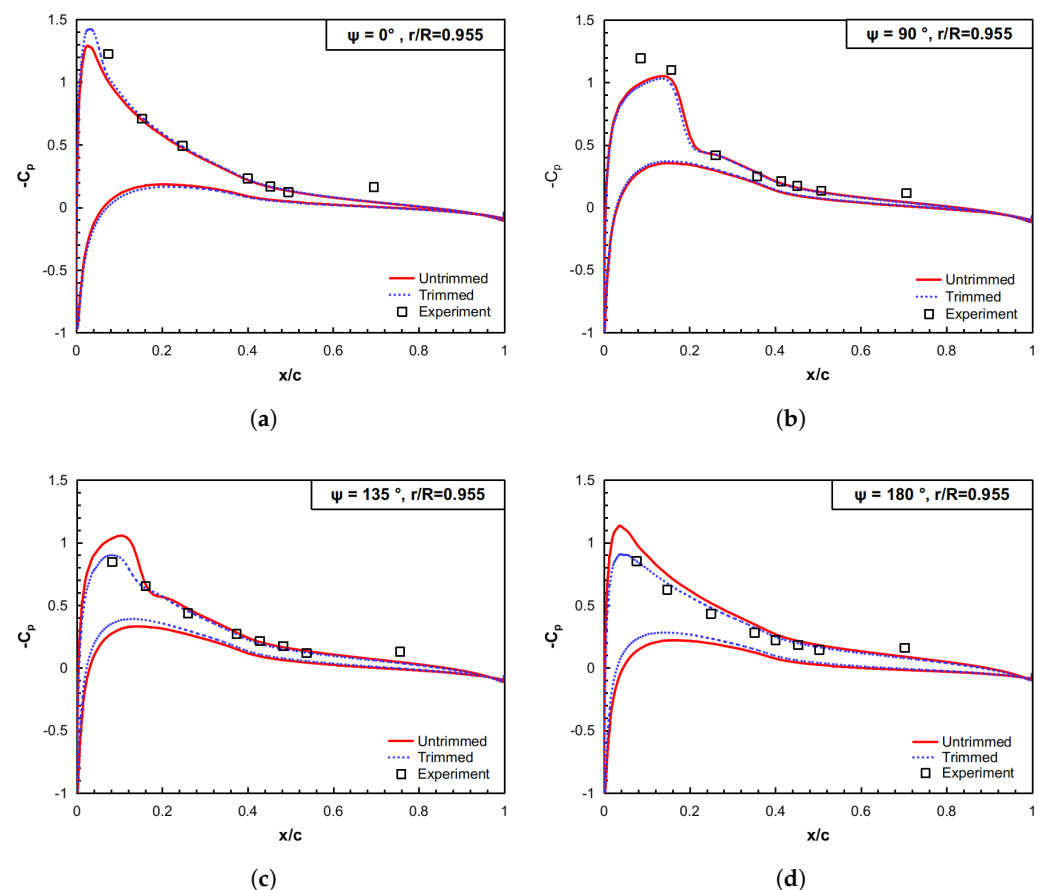 ψ = 0° , r/R=0.955
1.5
1
0.5
0
-0.5
-1
-Cp
Untrimmed
Trimmed
Experiment
0 0.2 0.4 0.6 0.8 1
x/c
(a)
ψ = 90 °, r/R=0.955
1.5
1
0.5
0
-0.5
-1
-Cp
Untrimmed
Trimmed
Experiment
0 0.2 0.4 0.6 0.8 1
x/c
(b)
ψ = 135 °, r/R=0.955
1.5
1
0.5
0
-0.5
-1
-Cp
Untrimmed
Trimmed
Experiment
0 0.2 0.4 0.6 0.8 1
x/c
(c)
ψ = 180 °, r/R=0.955
1.5
1
0.5
0
-0.5
-1
-Cp
Untrimmed
Trimmed
Experiment
0 0.2 0.4 0.6 0.8 1
x/c
(d)